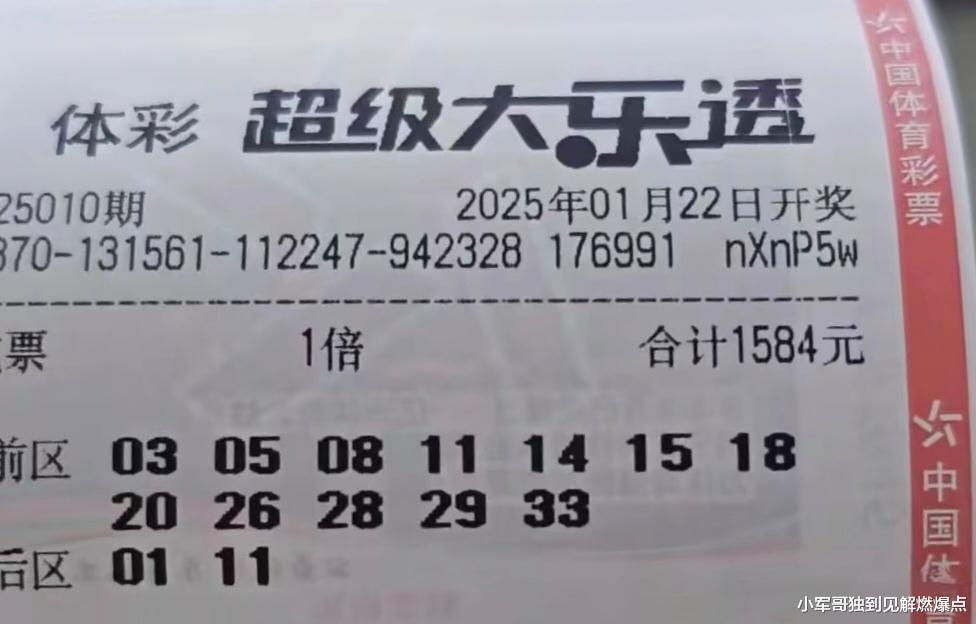 体彩 超级大乐透
25010期 2025年01月22日开奖
370-131561-112247-942328 176991 nXnP5w
票 1倍 合计1584元
前区 03 05 08 11 14 15 18
20 26 28 29 33
后区 01 11
中国体育彩票
中国体
小军哥独到见解燃爆点